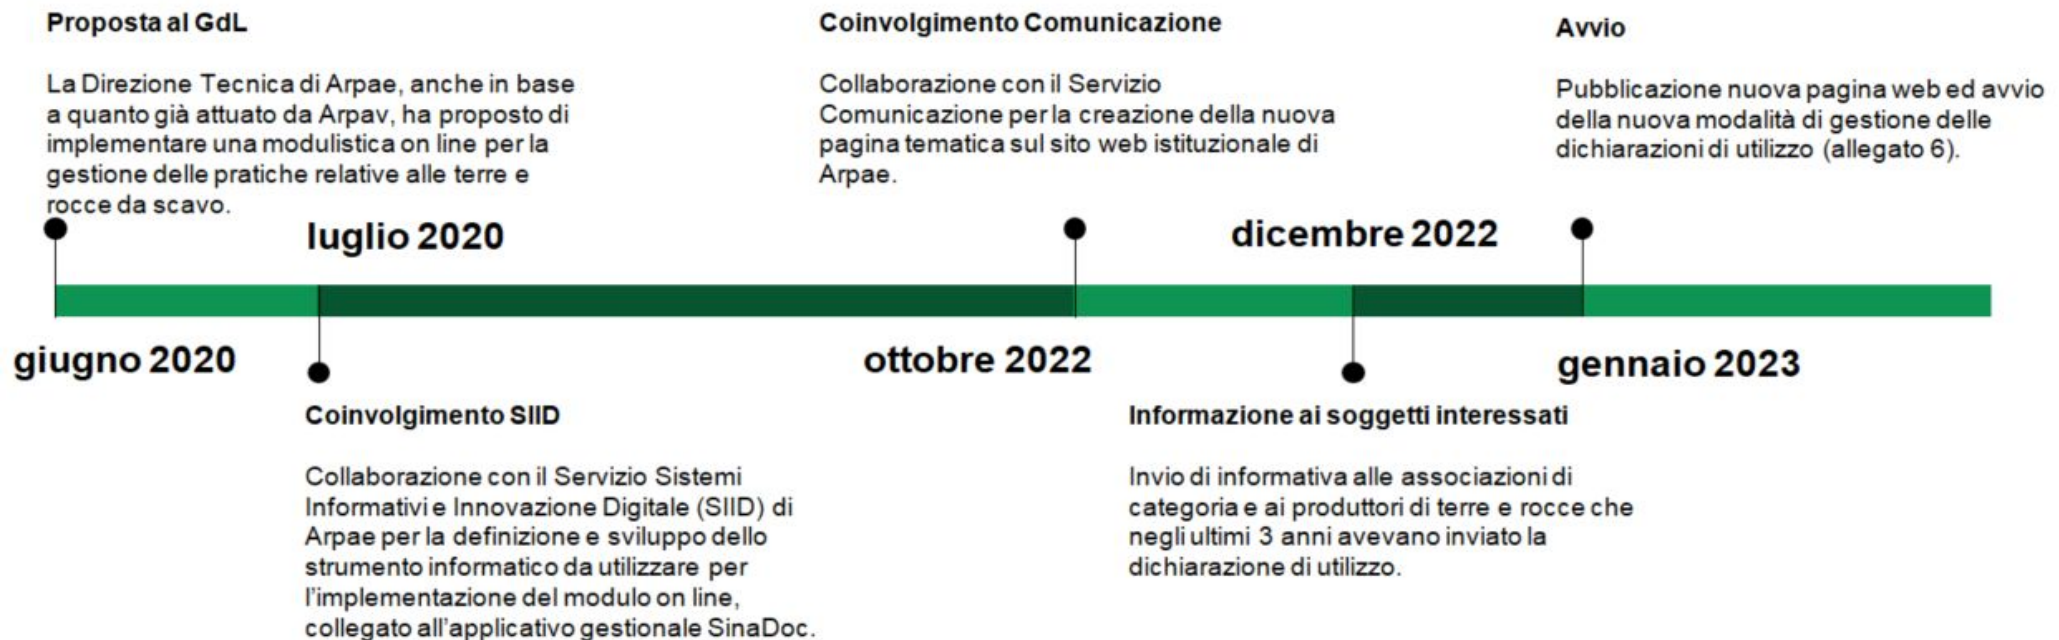 Proposta al GdL
La Direzione Tecnica di Arpae, anche in base
a quanto già attuato da Arpav, ha proposto di
implementare una modulistica on line per la
gestione delle pratiche relative alle terre e
rocce da scavo.
Coinvolgimento Comunicazione
Collaborazione con il Servizio
Comunicazione per la creazione della nuova
pagina tematica sul sito web istituzionale di
Arpae.
Avvio
Pubblicazione nuova pagina web ed avvio
della nuova modalità di gestione delle
dichiarazioni di utilizzo (allegato 6).
luglio 2020
dicembre 2022
giugno 2020
ottobre 2022
gennaio 2023
Coinvolgimento SIID
Collaborazione con il Servizio Sistemi
Informativi e Innovazione Digitale (SIID) di
Arpae per la definizione e sviluppo dello
strumento informatico da utilizzare per
l'implementazione del modulo on line,
collegato all'applicativo gestionale SinaDoc.
Informazione ai soggetti interessati
Invio di informativa alle associazioni di
categoria e ai produttori di terre e rocce che
negli ultimi 3 anni avevano inviato la
dichiarazione di utilizzo.